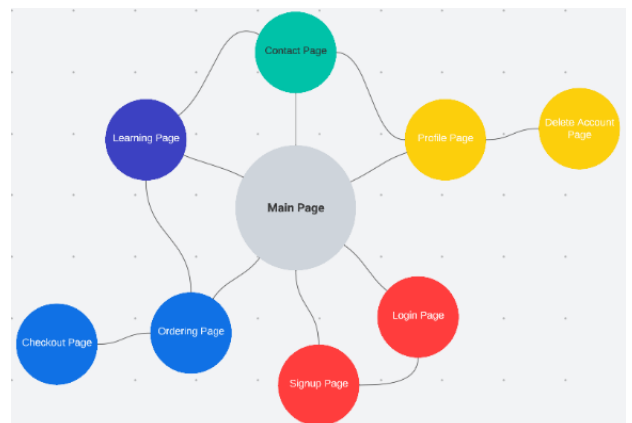 Contact Page
Learning Page
Profile Page
Delete Account
Page
Main Page
Login Page
Ordering Page
Checkout Page
Signup Page